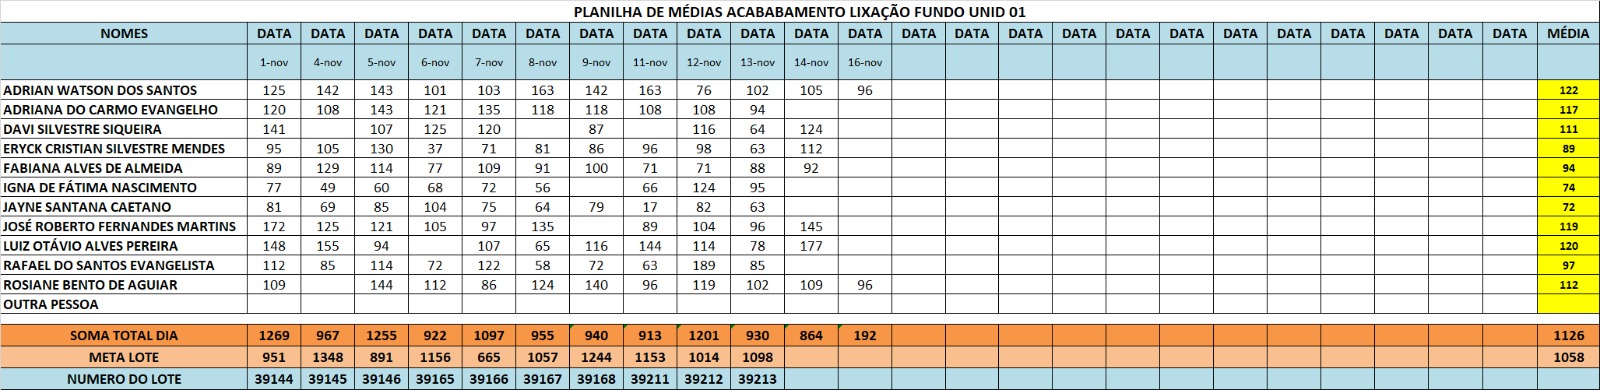 PLANILHA DE MÉDIAS ACABABAMENTO LIXAÇÃO FUNDO UNID 01
NOMES DATA DATA DATA DATA DATA DATA DATA DATA DATA DATA DATA DATA DATA DATA DATA DATA DATA DATA DATA DATA DATA DATA DATA DATA MÉDIA
1-nov 4-nov 5-nov 6-nov 7-nov 8-nov 9-nov 11-nov 12-nov 13-nov 14-nov 16-nov
ADRIAN WATSON DOS SANTOS 125 142 143 101 103 163 142 163 76 102 105 96 122
ADRIANA DO CARMO EVANGELHO 120 108 143 121 135 118 118 108 108 94 117
DAVI SILVESTRE SIQUEIRA 141 107 125 120 87 116 64 124 111
ERYCK CRISTIAN SILVESTRE MENDES 95 105 130 37 71 81 86 96 98 63 112 89
FABIANA ALVES DE ALMEIDA 89 129 114 77 109 91 100 71 71 88 92 94
IGNA DE FÁTIMA NASCIMENTO 77 49 60 68 72 56 66 124 95 74
JAYNE SANTANA CAETANO 81 69 85 104 75 64 79 17 82 63 72
JOSÉ ROBERTO FERNANDES MARTINS 172 125 121 105 97 135 89 104 96 145 119
LUIZ OTÁVIO ALVES PEREIRA 148 155 94 107 65 116 144 114 78 177 120
RAFAEL DO SANTOS EVANGELISTA 112 85 114 72 122 58 72 63 189 85 97
ROSIANE BENTO DE AGUIAR 109 144 112 86 124 140 96 119 102 109 96 112
OUTRA PESSOA
SOMA TOTAL DIA 1269 967 1255 922 1097 955 940 913 1201 930 864 192 1126
META LOTE 951 1348 891 1156 665 1057 1244 1153 1014 1098 1058
NUMERO DO LOTE 39144 39145 39146 39165 39166 39167 39168 39211 39212 39213